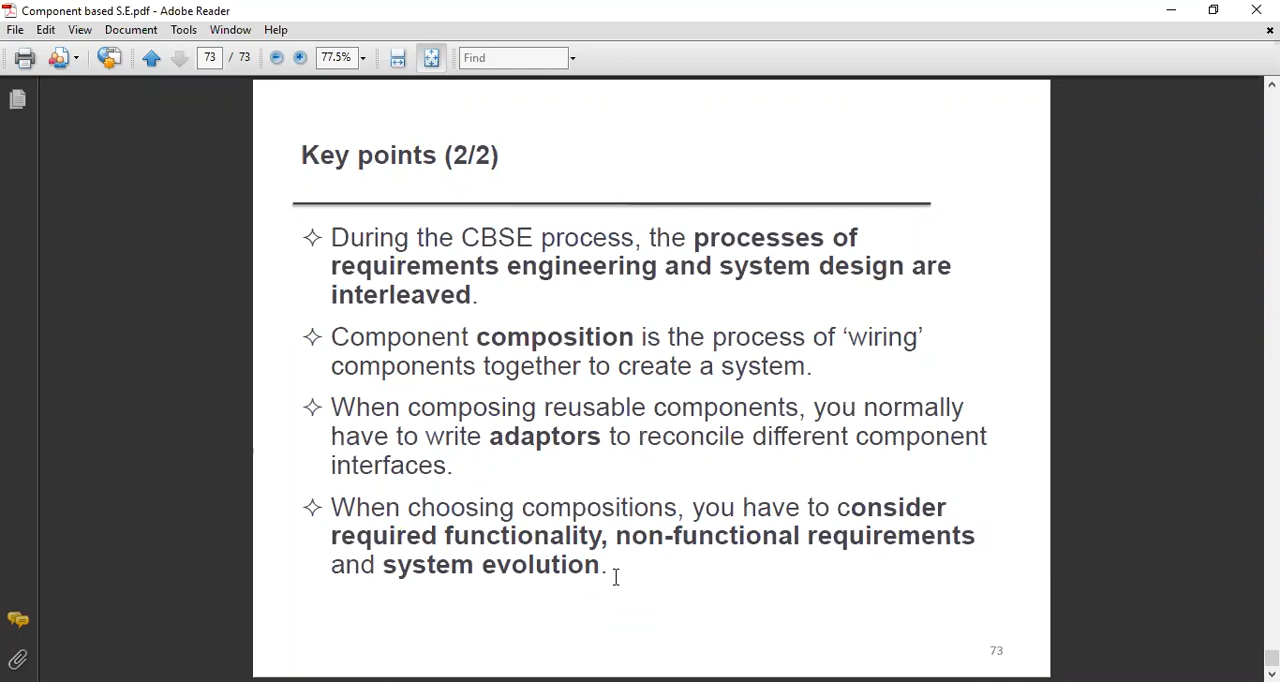 Component based S.E.pdf - Adobe Reader
File Edit View Document Tools Window Help
73 / 73 77.5% Find
Key points (2/2)
✧ During the CBSE process, the processes of
requirements engineering and system design are
interleaved.
✧ Component composition is the process of ‘wiring’
components together to create a system.
✧ When composing reusable components, you normally
have to write adaptors to reconcile different component
interfaces.
✧ When choosing compositions, you have to consider
required functionality, non-functional requirements
and system evolution.
73